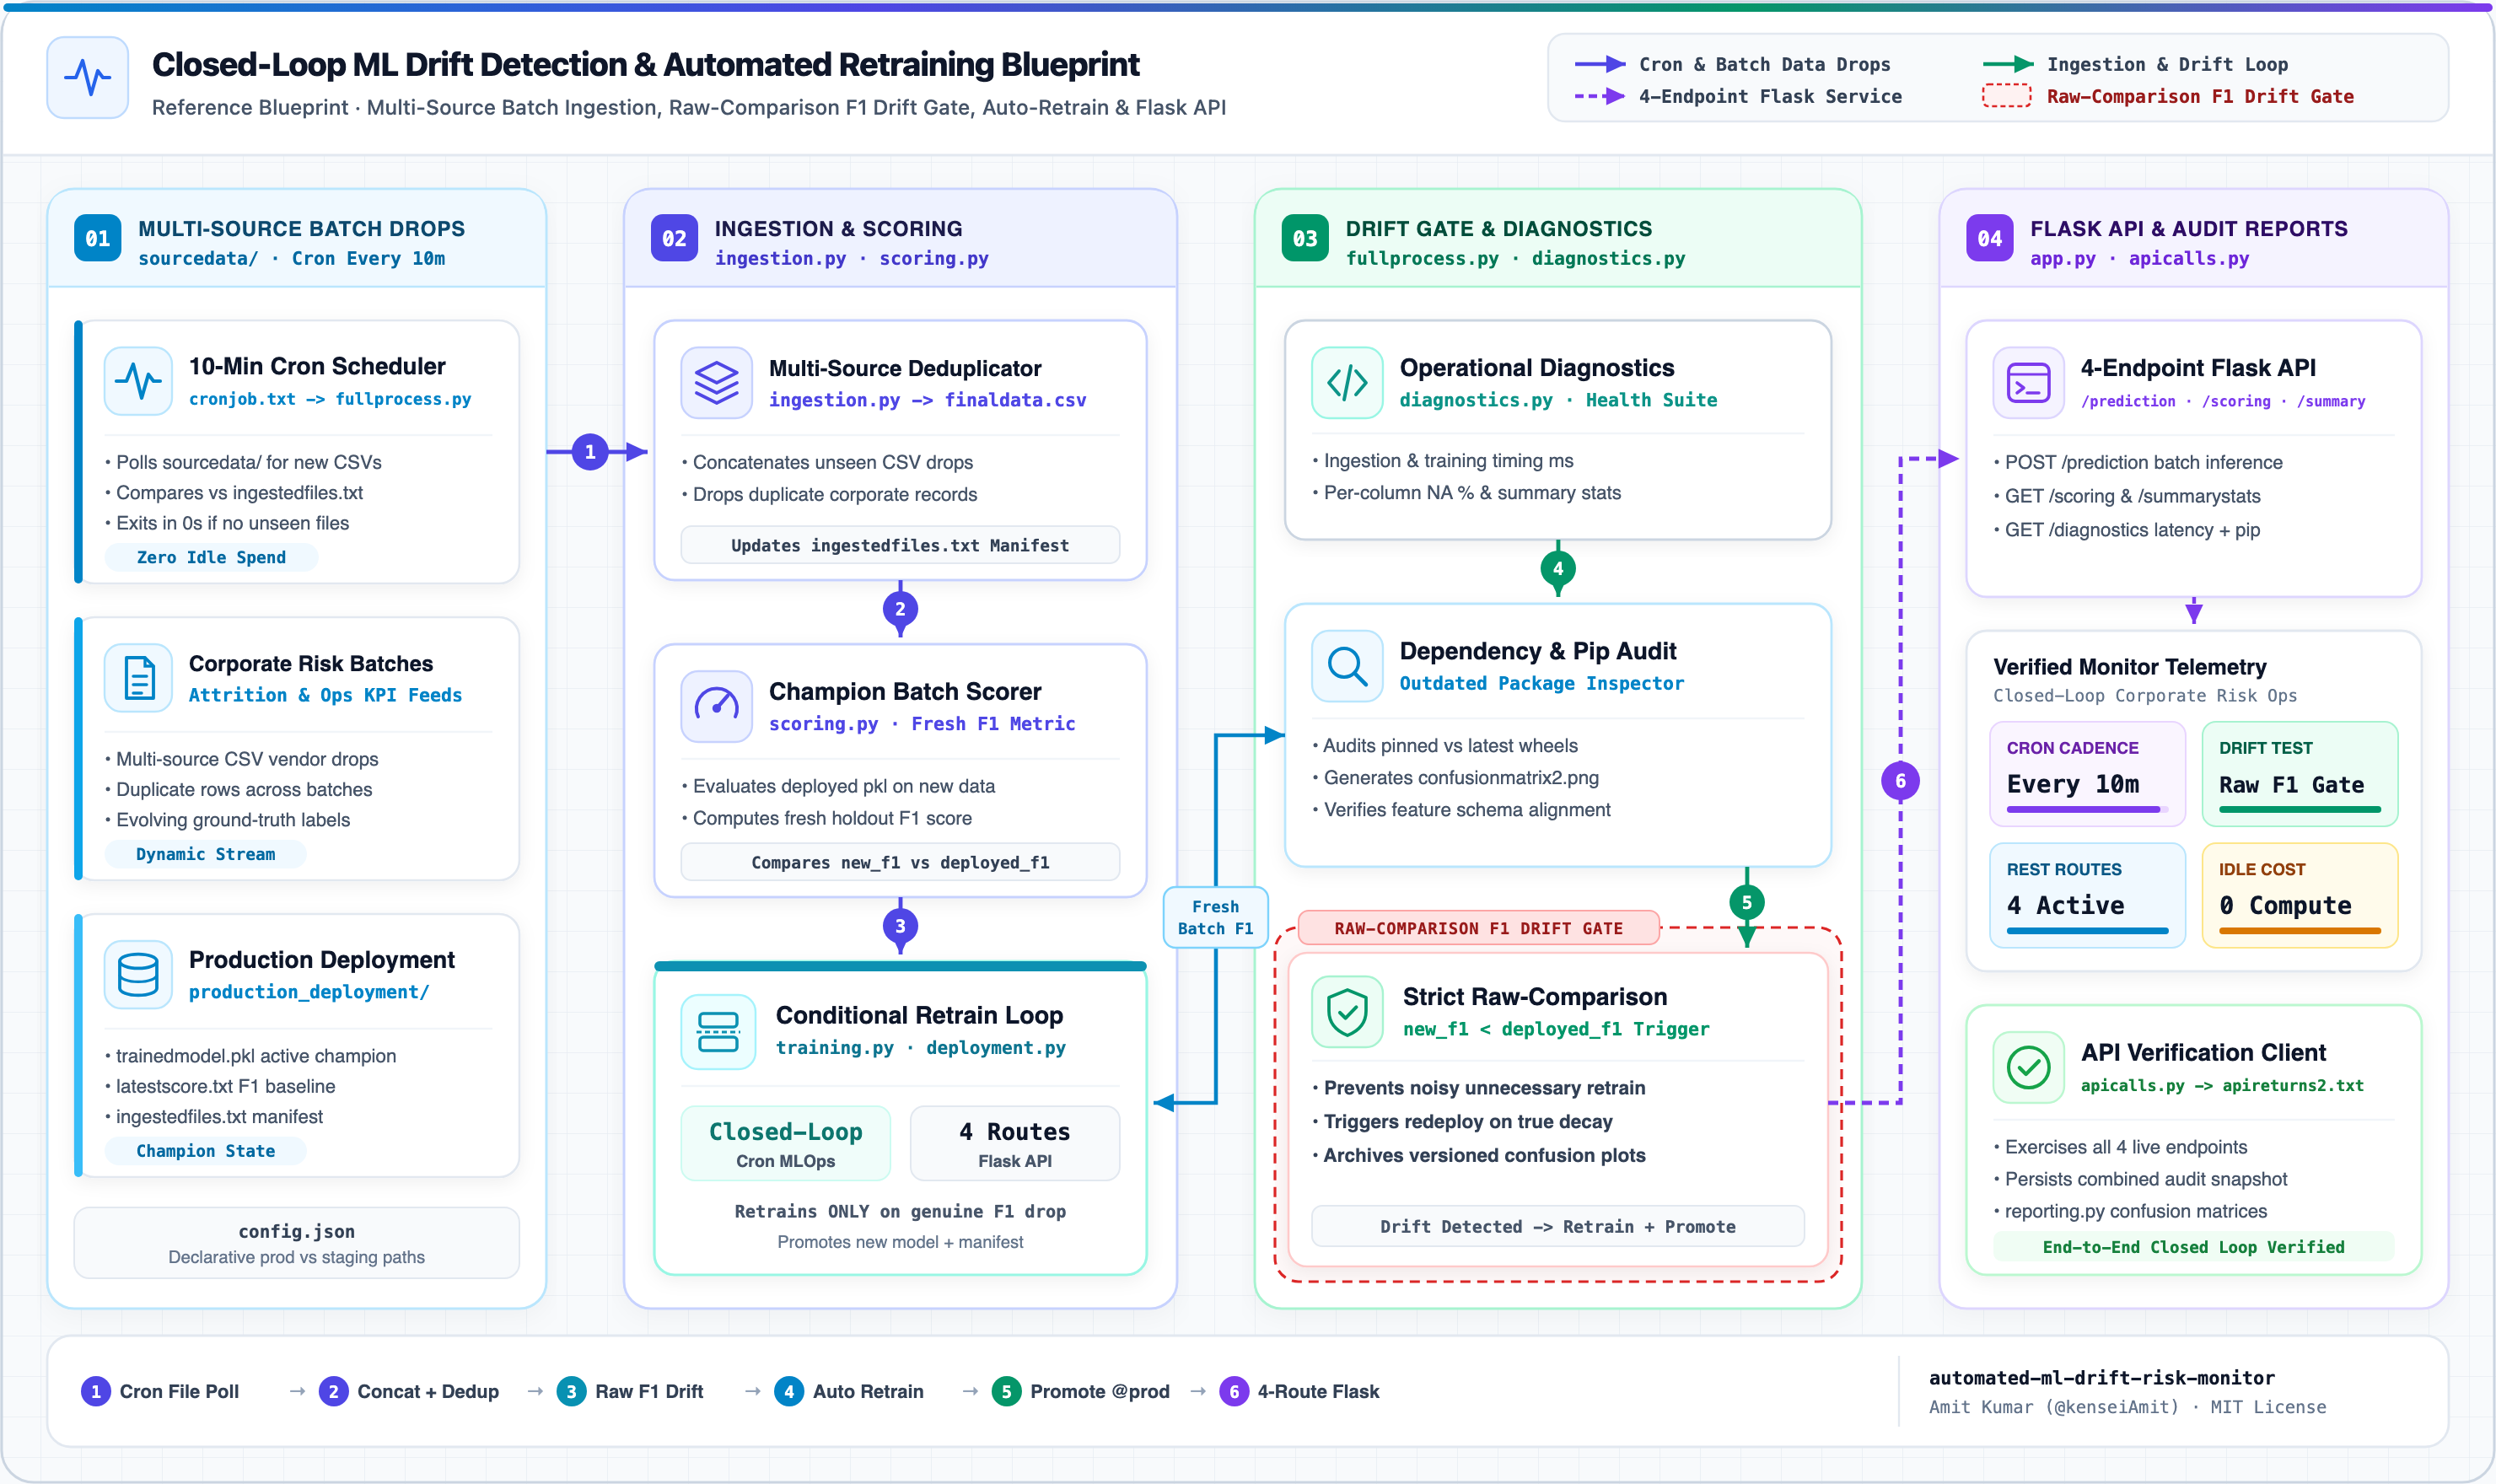 Closed-Loop ML Drift Detection & Automated Retraining Blueprint
Reference Blueprint · Multi-Source Batch Ingestion, Raw-Comparison F1 Drift Gate, Auto-Retrain & Flask API
Cron & Batch Data Drops
Ingestion & Drift Loop
4-Endpoint Flask Service
Raw-Comparison F1 Drift Gate
01
MULTI-SOURCE BATCH DROPS
sourcedata/ · Cron Every 10m
10-Min Cron Scheduler
cronjob.txt -> fullprocess.py
• Polls sourcedata/ for new CSVs
• Compares vs ingestedfiles.txt
• Exits in 0s if no unseen files
Zero Idle Spend
Corporate Risk Batches
Attrition & Ops KPI Feeds
• Multi-source CSV vendor drops
• Duplicate rows across batches
• Evolving ground-truth labels
Dynamic Stream
Production Deployment
production_deployment/
• trainedmodel.pkl active champion
• latestscore.txt F1 baseline
• ingestedfiles.txt manifest
Champion State
config.json
Declarative prod vs staging paths
1
02
INGESTION & SCORING
ingestion.py · scoring.py
Multi-Source Deduplicator
ingestion.py -> finaldata.csv
• Concatenates unseen CSV drops
• Drops duplicate corporate records
Updates ingestedfiles.txt Manifest
2
Champion Batch Scorer
scoring.py · Fresh F1 Metric
• Evaluates deployed pkl on new data
• Computes fresh holdout F1 score
Compares new_f1 vs deployed_f1
3
Conditional Retrain Loop
training.py · deployment.py
Closed-Loop
Cron MLOps
4 Routes
Flask API
Retrains ONLY on genuine F1 drop
Promotes new model + manifest
Fresh
Batch F1
03
DRIFT GATE & DIAGNOSTICS
fullprocess.py · diagnostics.py
Operational Diagnostics
diagnostics.py · Health Suite
• Ingestion & training timing ms
• Per-column NA % & summary stats
4
Dependency & Pip Audit
Outdated Package Inspector
• Audits pinned vs latest wheels
• Generates confusionmatrix2.png
• Verifies feature schema alignment
5
RAW-COMPARISON F1 DRIFT GATE
Strict Raw-Comparison
new_f1 < deployed_f1 Trigger
• Prevents noisy unnecessary retrain
• Triggers redeploy on true decay
• Archives versioned confusion plots
Drift Detected -> Retrain + Promote
6
04
FLASK API & AUDIT REPORTS
app.py · apicalls.py
4-Endpoint Flask API
/prediction · /scoring · /summary
• POST /prediction batch inference
• GET /scoring & /summarystats
• GET /diagnostics latency + pip
Verified Monitor Telemetry
Closed-Loop Corporate Risk Ops
CRON CADENCE
Every 10m
DRIFT TEST
Raw F1 Gate
REST ROUTES
4 Active
IDLE COST
0 Compute
API Verification Client
apicalls.py -> apireturns2.txt
• Exercises all 4 live endpoints
• Persists combined audit snapshot
• reporting.py confusion matrices
End-to-End Closed Loop Verified
1 Cron File Poll → 2 Concat + Dedup → 3 Raw F1 Drift → 4 Auto Retrain → 5 Promote @prod → 6 4-Route Flask
automated-ml-drift-risk-monitor
Amit Kumar (@kenseiAmit) · MIT License